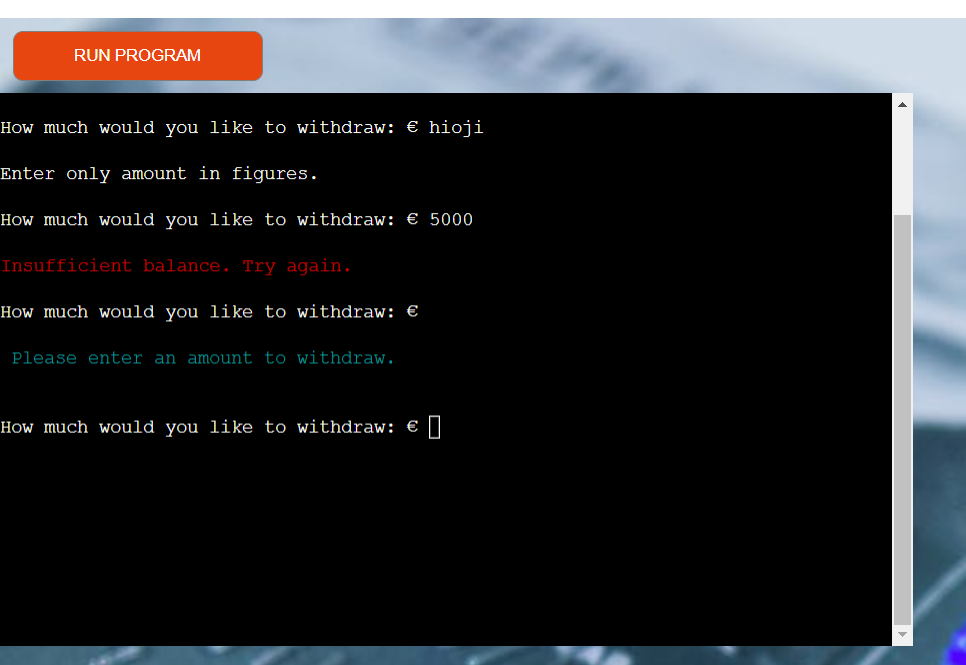 RUN PROGRAM
How much would you like to withdraw: € hioji
Enter only amount in figures.
How much would you like to withdraw: € 5000
Insufficient balance. Try again.
How much would you like to withdraw: €
Please enter an amount to withdraw.
How much would you like to withdraw: €